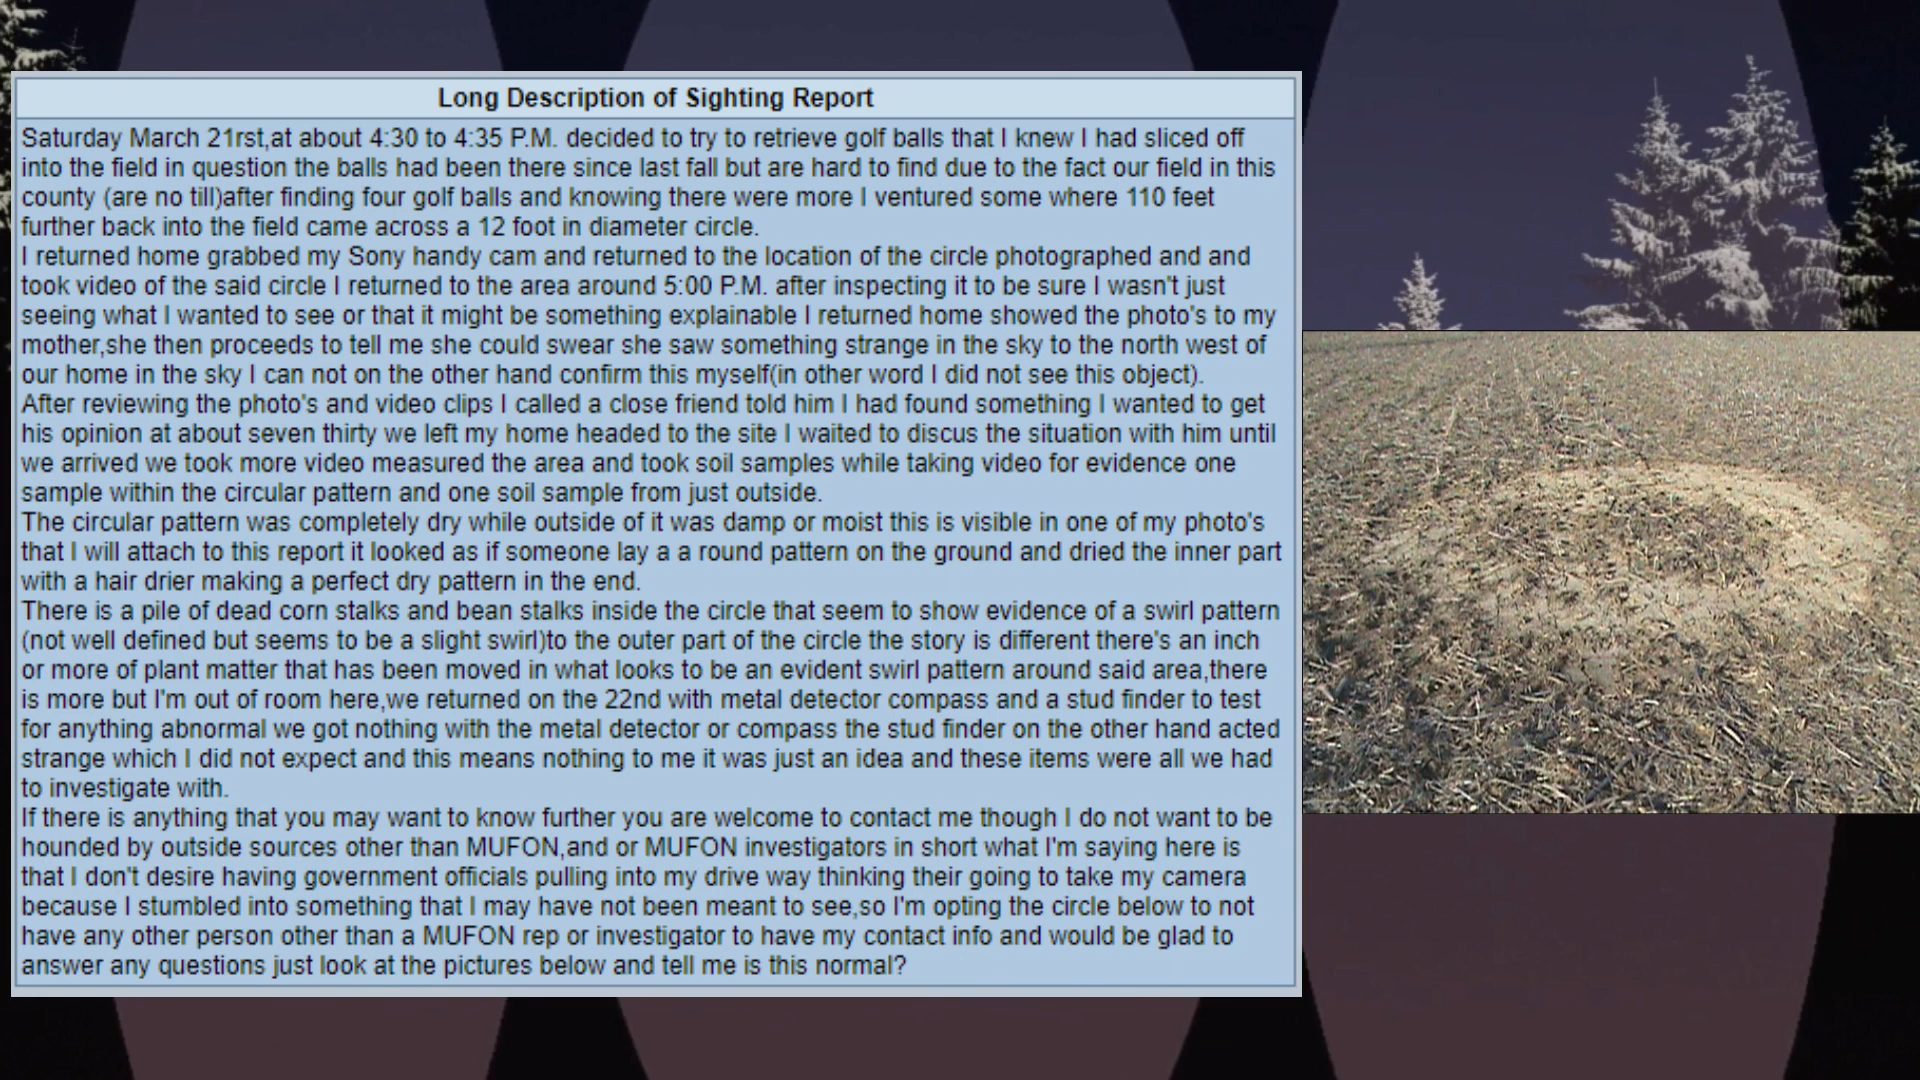 Long Description of Sighting Report
Saturday March 21rst,at about 4:30 to 4:35 P.M. decided to try to retrieve golf balls that I knew I had sliced off
into the field in question the balls had been there since last fall but are hard to find due to the fact our field in this
county (are no till)after finding four golf balls and knowing there were more I ventured some where 110 feet
further back into the field came across a 12 foot in diameter circle.
I returned home grabbed my Sony handy cam and returned to the location of the circle photographed and and
took video of the said circle I returned to the area around 5:00 P.M. after inspecting it to be sure I wasn't just
seeing what I wanted to see or that it might be something explainable I returned home showed the photo's to my
mother,she then proceeds to tell me she could swear she saw something strange in the sky to the north west of
our home in the sky I can not on the other hand confirm this myself(in other word I did not see this object).
After reviewing the photo's and video clips I called a close friend told him I had found something I wanted to get
his opinion at about seven thirty we left my home headed to the site I waited to discus the situation with him until
we arrived we took more video measured the area and took soil samples while taking video for evidence one
sample within the circular pattern and one soil sample from just outside.
The circular pattern was completely dry while outside of it was damp or moist this is visible in one of my photo's
that I will attach to this report it looked as if someone lay a a round pattern on the ground and dried the inner part
with a hair drier making a perfect dry pattern in the end.
There is a pile of dead corn stalks and bean stalks inside the circle that seem to show evidence of a swirl pattern
(not well defined but seems to be a slight swirl)to the outer part of the circle the story is different there's an inch
or more of plant matter that has been moved in what looks to be an evident swirl pattern around said area,there
is more but I'm out of room here,we returned on the 22nd with metal detector compass and a stud finder to test
for anything abnormal we got nothing with the metal detector or compass the stud finder on the other hand acted
strange which I did not expect and this means nothing to me it was just an idea and these items were all we had
to investigate with.
If there is anything that you may want to know further you are welcome to contact me though I do not want to be
hounded by outside sources other than MUFON,and or MUFON investigators in short what I'm saying here is
that I don't desire having government officials pulling into my drive way thinking their going to take my camera
because I stumbled into something that I may have not been meant to see,so I'm opting the circle below to not
have any other person other than a MUFON rep or investigator to have my contact info and would be glad to
answer any questions just look at the pictures below and tell me is this normal?